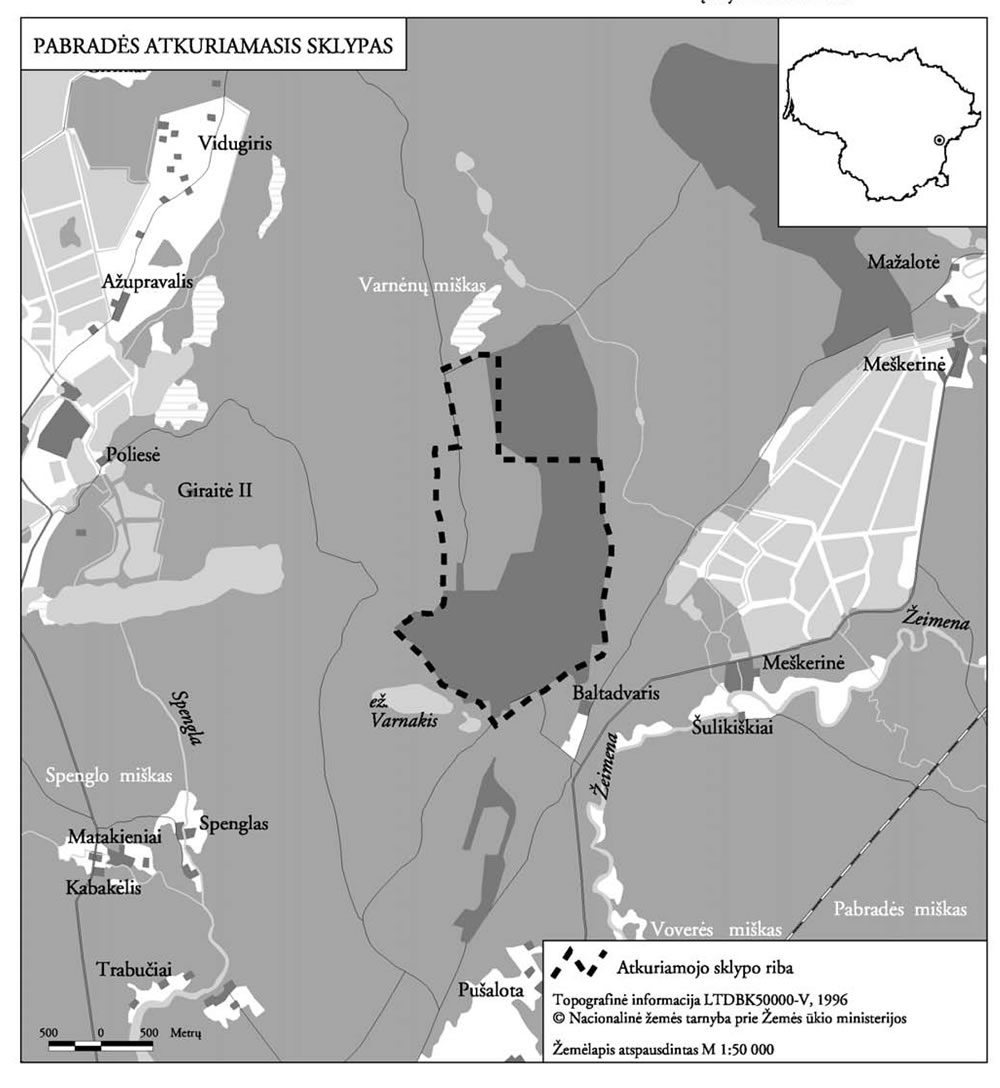 PABRADĖS ATKURIAMASIS SKLYPAS
Vidugiris
Ažupravalis
Varnėnų miškas
Mažalotė
Meškerinė
Poliesė
Giraitė II
Žeimena
Meškerinė
Baltadvaris
ež.
Varnakis
Šulikiškiai
Spengla
Žeimena
Spenglo miškas
Spenglas
Matakieniai
Kabakėlis
Pabradės miškas
Voverės miškas
Trabučiai
Pušalota
500 0 500 Metrų
Atkuriamojo sklypo riba
Topografinė informacija LTDBK50000-V, 1996
© Nacionalinė žemės tarnyba prie Žemės ūkio ministerijos
Žemėlapis atspausdintas M 1:50 000